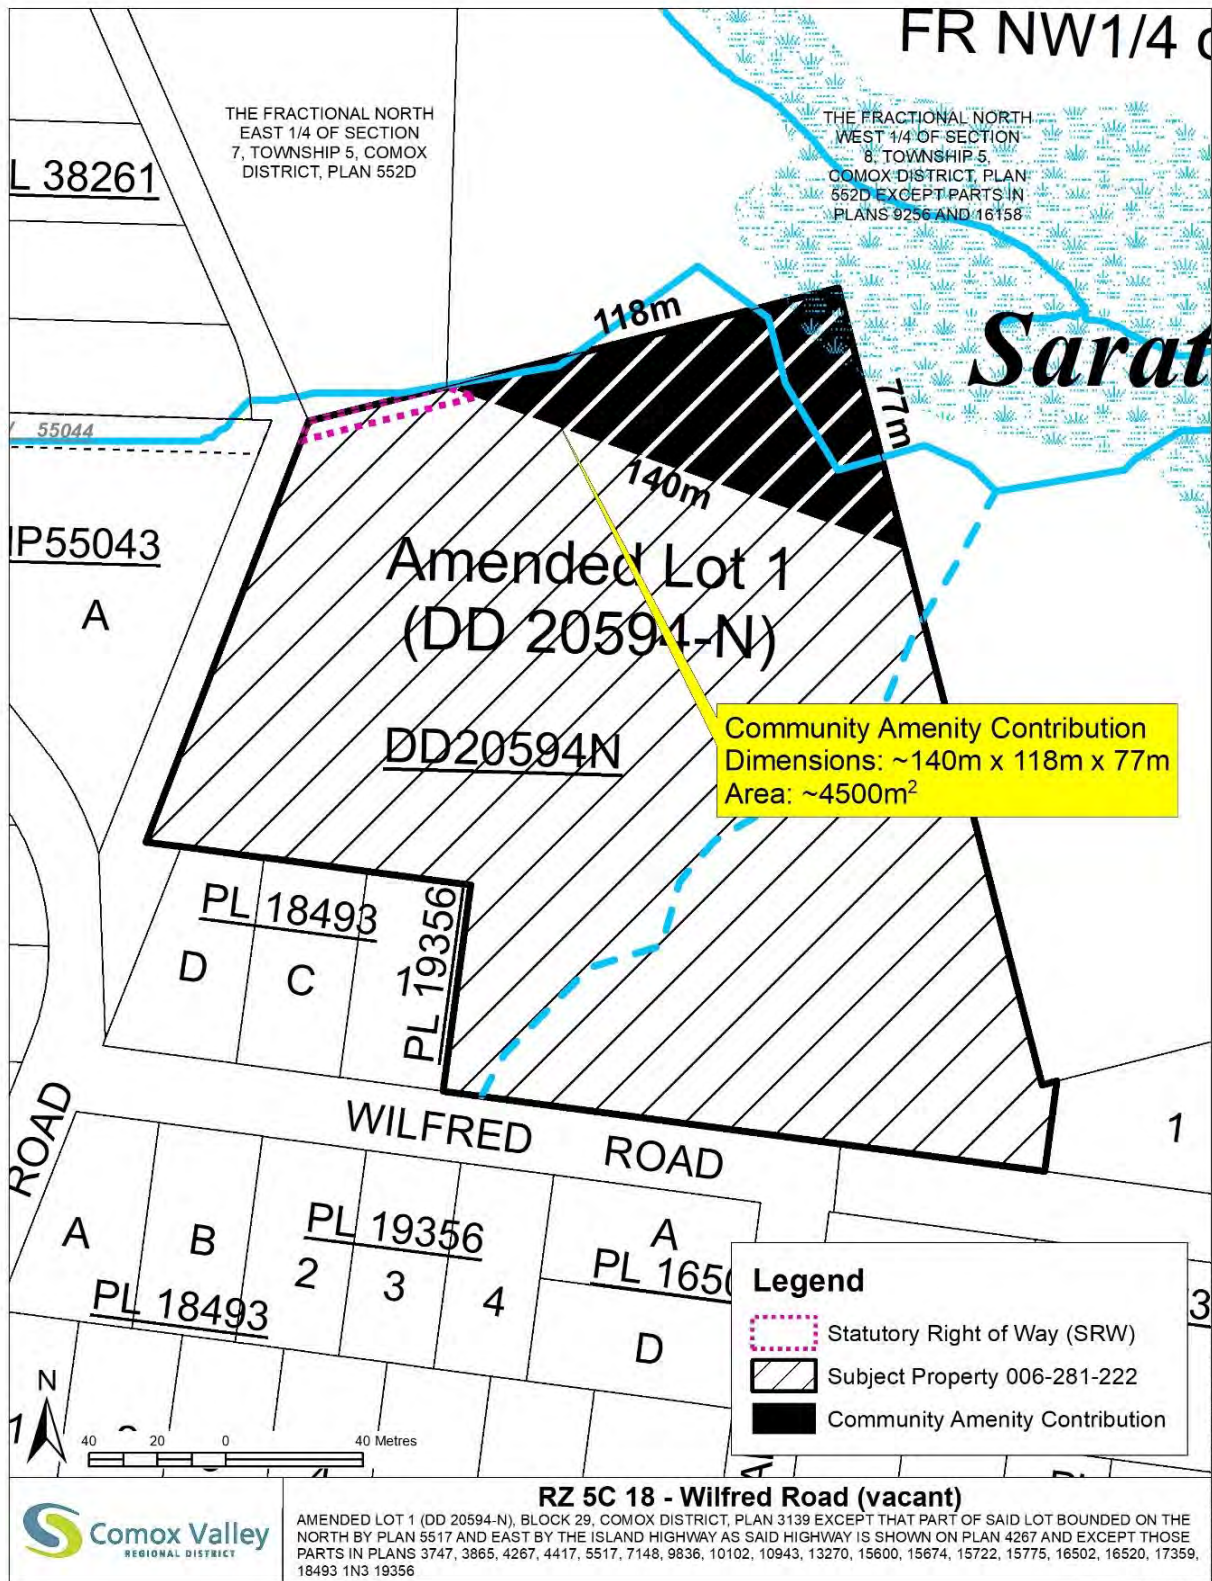 FR NW1/4
THE FRACTIONAL NORTH
EAST 1/4 OF SECTION
7, TOWNSHIP 5, COMOX
DISTRICT, PLAN 552D
THE FRACTIONAL NORTH
WEST 1/4 OF SECTION
8, TOWNSHIP 5,
COMOX DISTRICT, PLAN
552D EXCEPT PARTS IN
PLANS 9256 AND 16158
L 38261
118m
Sarat
77m
55044
140m
IP55043
A
Amended Lot 1
(DD 20594-N)
DD20594N
Community Amenity Contribution
Dimensions: ~140m x 118m x 77m
Area: ~4500m²
PL 18493
D
C
1
PL 19356
WILFRED ROAD
ROAD
1
A
B
PL 18493
PL 19356
2
3
4
A
PL 1650
D
3
Legend
Statutory Right of Way (SRW)
Subject Property 006-281-222
Community Amenity Contribution
N
1
40 20 0 40 Metres
RZ 5C 18 - Wilfred Road (vacant)
Comox Valley
REGIONAL DISTRICT
AMENDED LOT 1 (DD 20594-N), BLOCK 29, COMOX DISTRICT, PLAN 3139 EXCEPT THAT PART OF SAID LOT BOUNDED ON THE
NORTH BY PLAN 5517 AND EAST BY THE ISLAND HIGHWAY AS SAID HIGHWAY IS SHOWN ON PLAN 4267 AND EXCEPT THOSE
PARTS IN PLANS 3747, 3865, 4267, 4417, 5517, 7148, 9836, 10102, 10943, 13270, 15600, 15674, 15722, 15775, 16502, 16520, 17359,
18493 1N3 19356